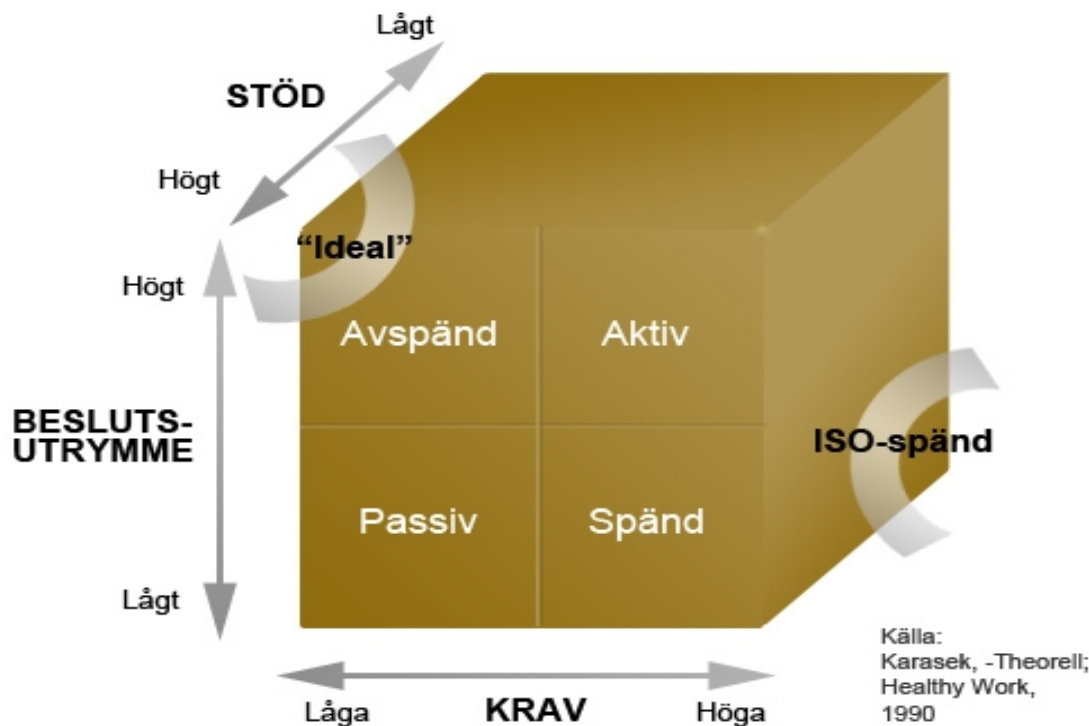 Lågt
STÖD
Högt
“Ideal”
Högt
Avspänd
Aktiv
BESLUTS-
UTRYMME
ISO-spänd
Passiv
Spänd
Lågt
Låga
KRAV
Höga
Källa:
Karasek, -Theorell;
Healthy Work,
1990